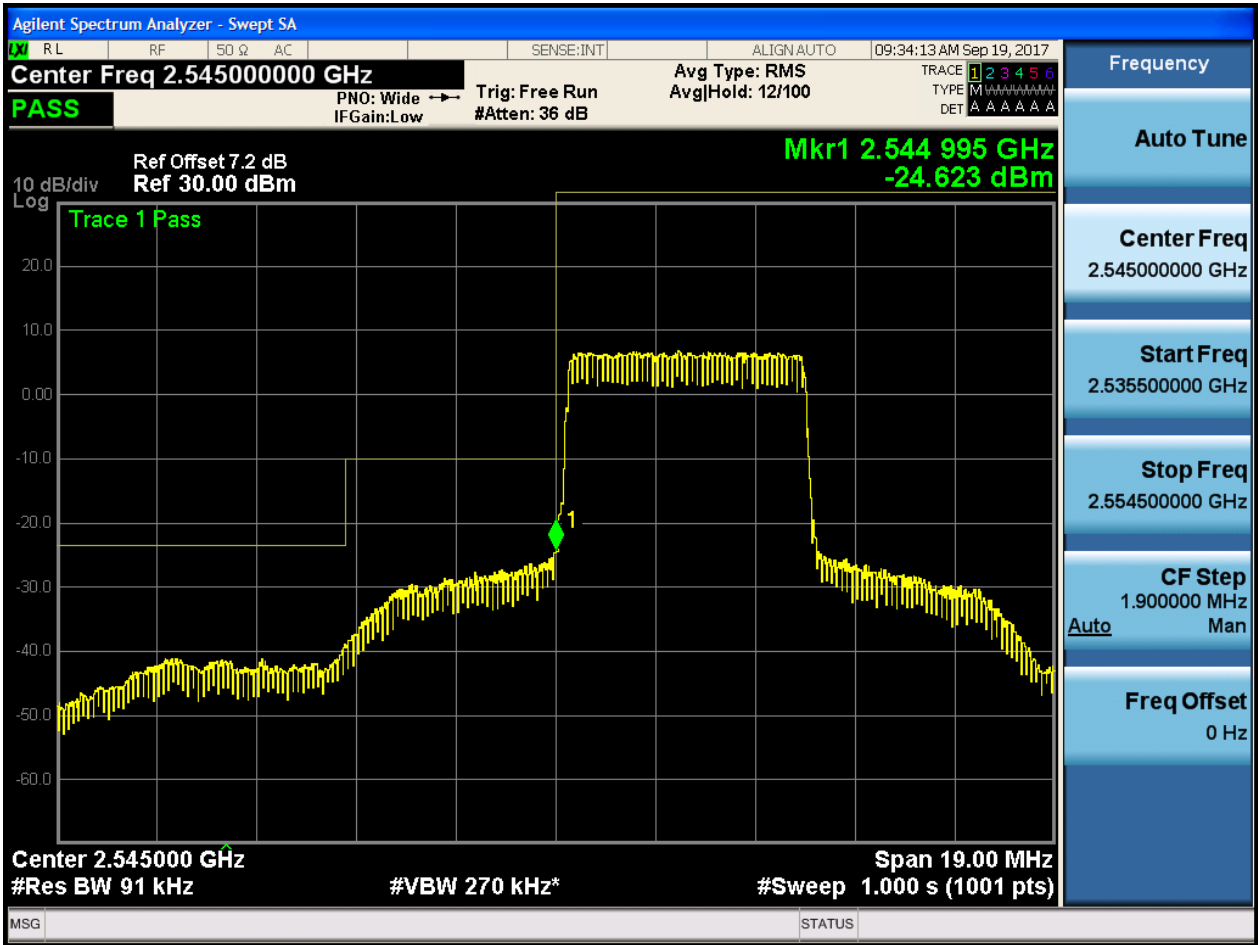 Agilent Spectrum Analyzer - Swept SA
LXI RL RF 50 Ω AC SENSE:INT ALIGN AUTO 09:34:13 AM Sep 19, 2017
Center Freq 2.545000000 GHz
PASS
PNO: Wide
IFGain:Low
Trig: Free Run
#Atten: 36 dB
Avg Type: RMS
Avg|Hold: 12/100
TRACE 1 2 3 4 5 6
TYPE M
DET A A A A A A
Ref Offset 7.2 dB
10 dB/div Ref 30.00 dBm
Log
Mkr1 2.544 995 GHz
-24.623 dBm
Trace 1 Pass
20.0
10.0
0.00
-10.0
-20.0
-30.0
-40.0
-50.0
-60.0
1
Center 2.545000 GHz Span 19.00 MHz
#Res BW 91 kHz #VBW 270 kHz* #Sweep 1.000 s (1001 pts)
MSG STATUS
Frequency
Auto Tune
Center Freq
2.545000000 GHz
Start Freq
2.535500000 GHz
Stop Freq
2.554500000 GHz
CF Step
1.900000 MHz
Auto Man
Freq Offset
0 Hz